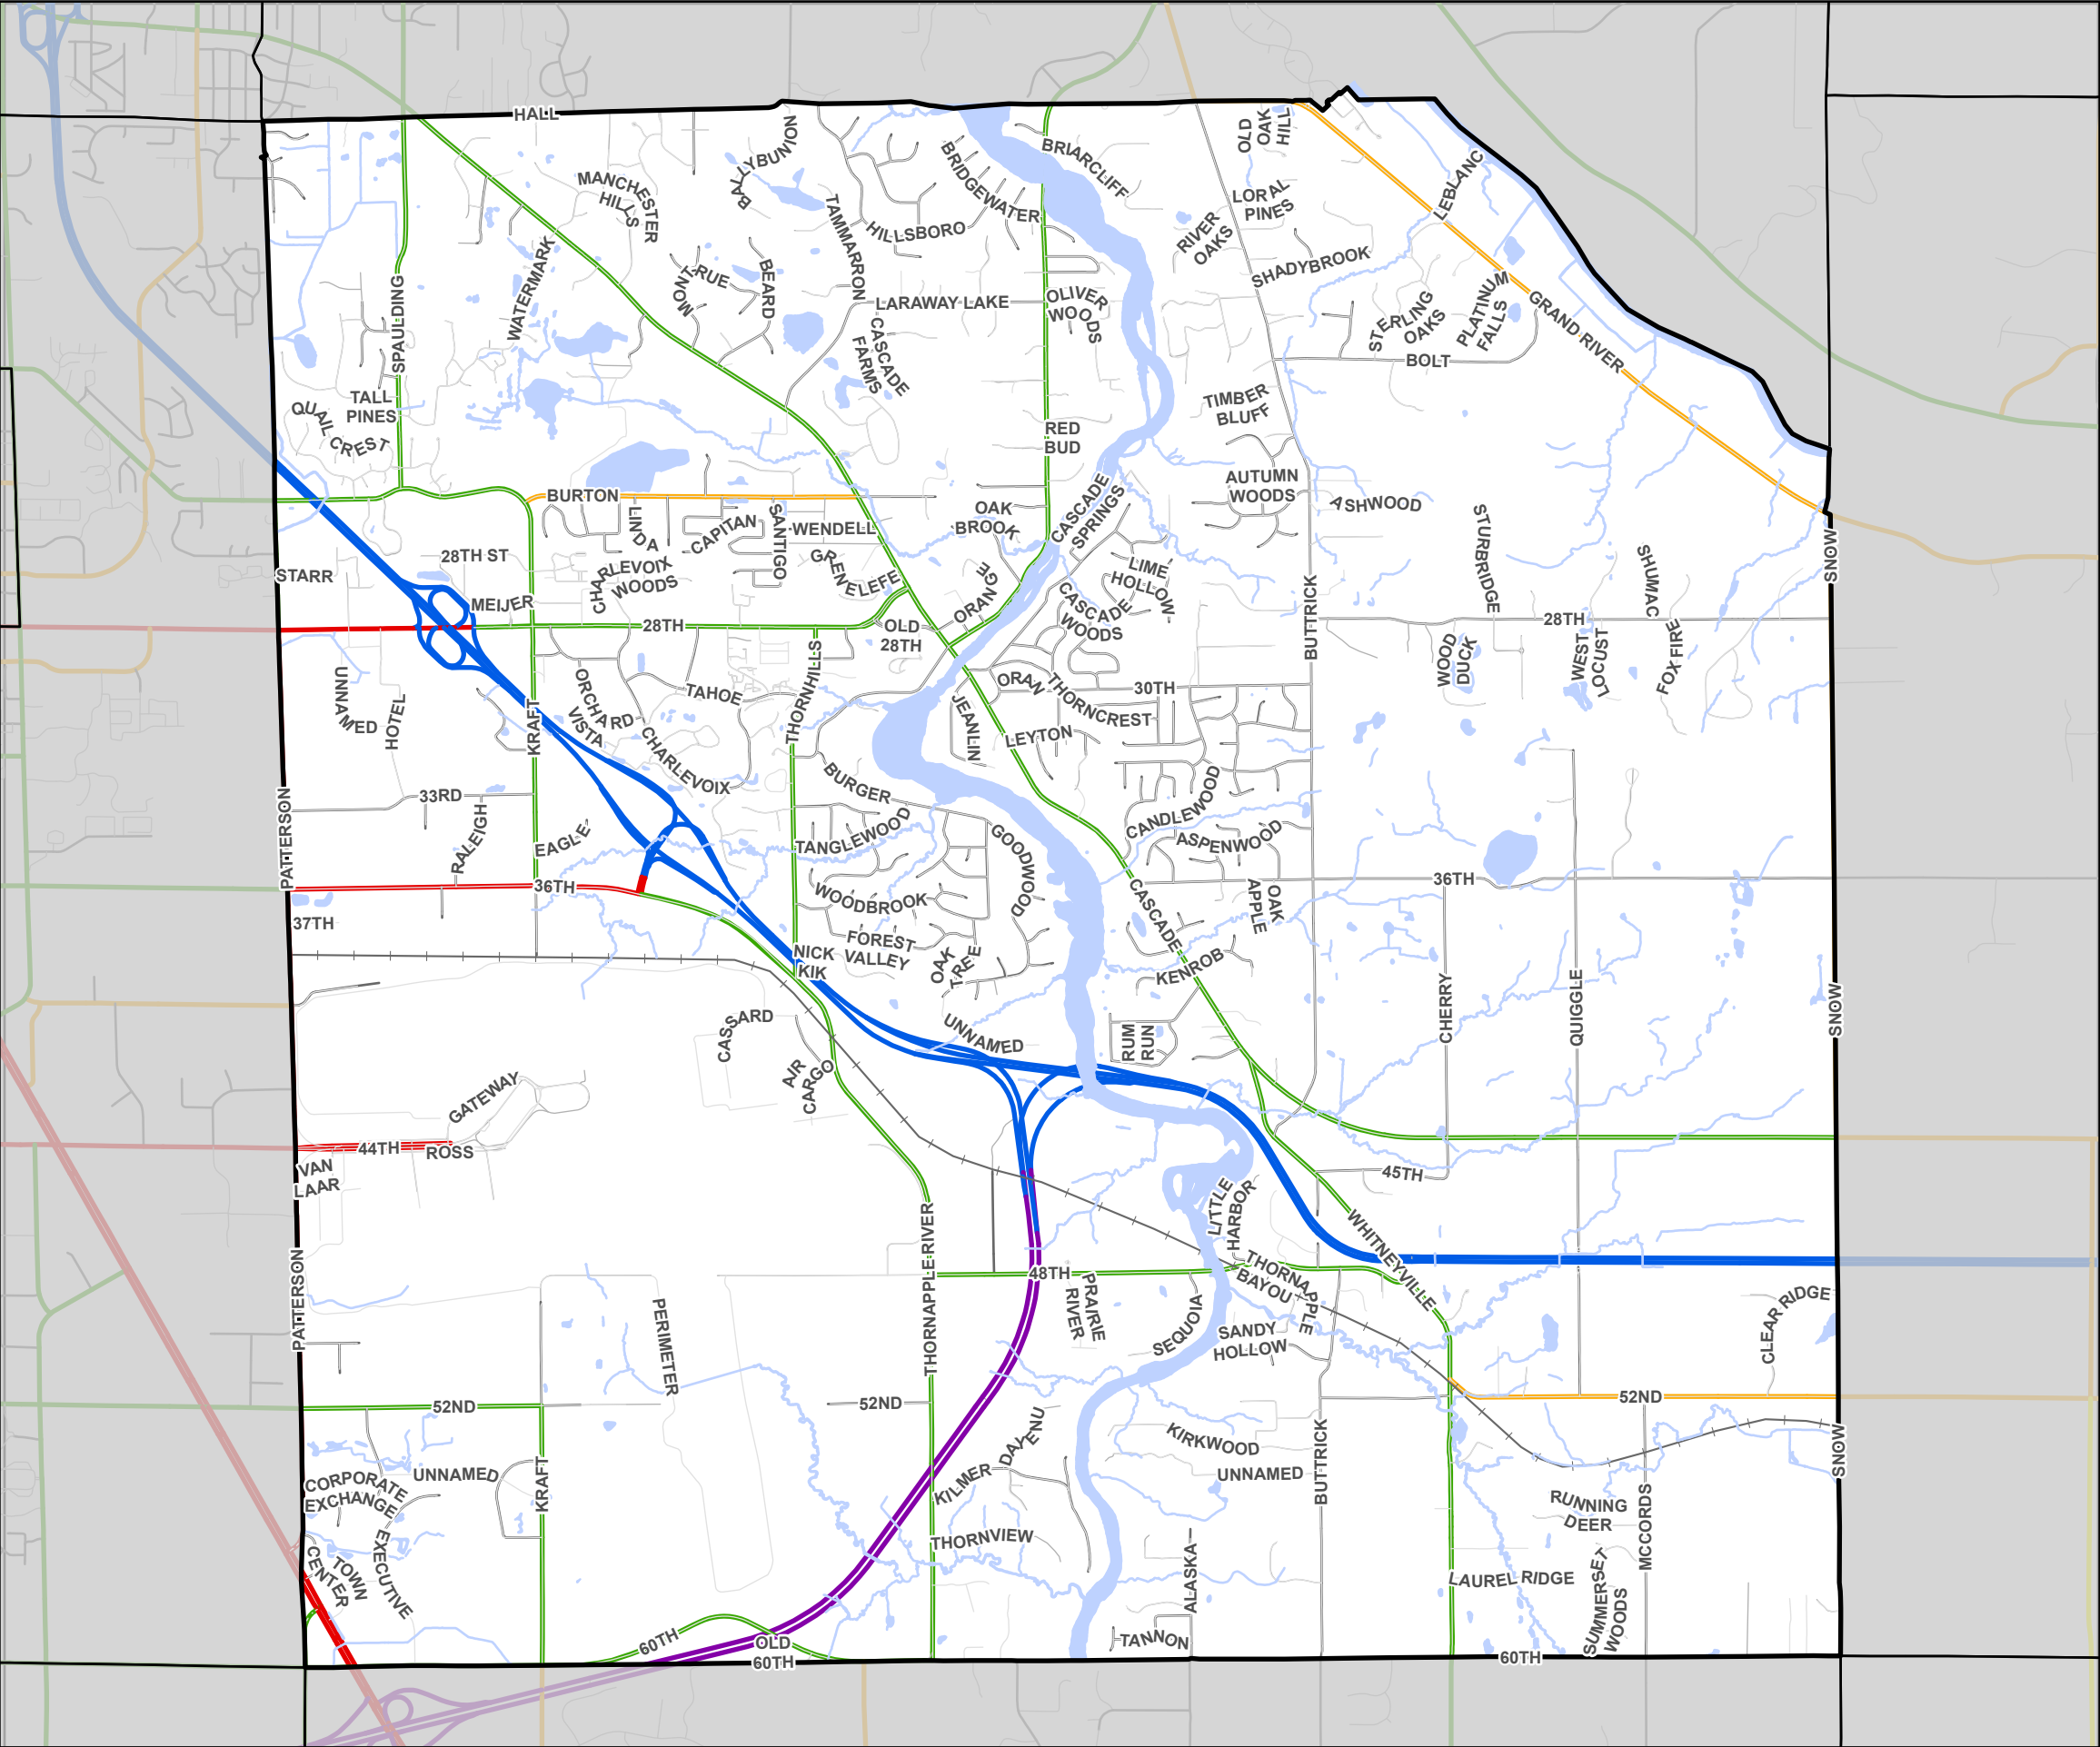 HALL
OLD
OAK
HILL
BALLYBUNION
BRIARCLIFF
BRIDGEWATER
LEBLANC
MANCHESTER
HILLS
LORAL
PINES
TAMMARRON
HILLSBORO
RIVER
OAKS
WATERMARK
SHADYBROOK
TRUE
MONT
BEARD
SPAULDING
LARAWAY LAKE
OLIVER
WOODS
STERLING
OAKS
PLATINUM
FALLS
GRAND RIVER
CASCADE
FARMS
BOLT
TALL
PINES
QUAIL
CREST
TIMBER
BLUFF
RED
BUD
BURTON
AUTUMN
WOODS
ASHWOOD
CASCADE
SPRINGS
OAK
BROOK
LINDA
CAPITAN
SANTIGO
WENDELL
STURBRIDGE
SHUMAC
SNOW
28TH ST
GRENELEFE
STARR
CHARLEVOIX
WOODS
LIME
HOLLOW
MEIJER
ORANGE
CASCADE
WOODS
BUTTRICK
28TH
OLD
28TH
28TH
WOOD
DUCK
WEST
LOCUST
FOX FIRE
UNNAMED
HOTEL
ORCHARD
VISTA
TAHOE
THORNHILLS
ORAN
THORNCREST
30TH
KRAFT
JEANLIN
LEYTON
CHARLEVOIX
BURGER
33RD
PATTERSON
RALEIGH
EAGLE
TANGLEWOOD
GOODWOOD
CANDLEWOOD
ASPENWOOD
36TH
36TH
WOODBROOK
CASCADE
OAK
APPLE
37TH
NICK
KIK
FOREST
VALLEY
OAK
TREE
KENROB
CASSARD
UNNAMED
RUM
RUN
CHERRY
QUIGGLE
SNOW
AIR
CARGO
GATEWAY
44TH
ROSS
VAN
LAAR
45TH
LITTLE
HARBOR
THORNAPPLE RIVER
WHITNEYVILLE
PATTERSON
48TH
THORNAPPLE
BAYOU
PRAIRIE
RIVER
PERIMETER
SEQUOIA
SANDY
HOLLOW
CLEAR RIDGE
52ND
52ND
52ND
KIRKWOOD
DAV
ENU
UNNAMED
BUTTRICK
SNOW
CORPORATE
EXCHANGE
UNNAMED
KRAFT
KILMER
RUNNING
DEER
MCCORDS
THORNVIEW
EXECUTIVE
TOWN
CENTER
ALASKA
LAUREL RIDGE
SUMMERSET
WOODS
60TH
OLD
60TH
TANNON
60TH